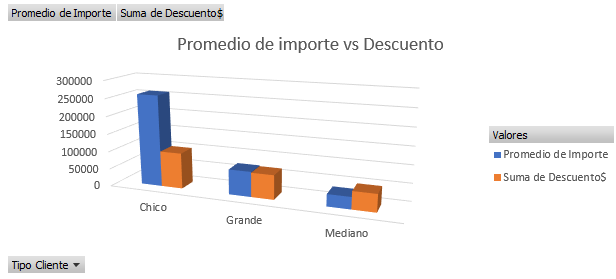 Promedio de Importe Suma de Descuento$
Promedio de importe vs Descuento
300000
250000
200000
150000
100000
50000
0
Chico
Grande
Mediano
Valores
Promedio de Importe
Suma de Descuento$
Tipo Cliente